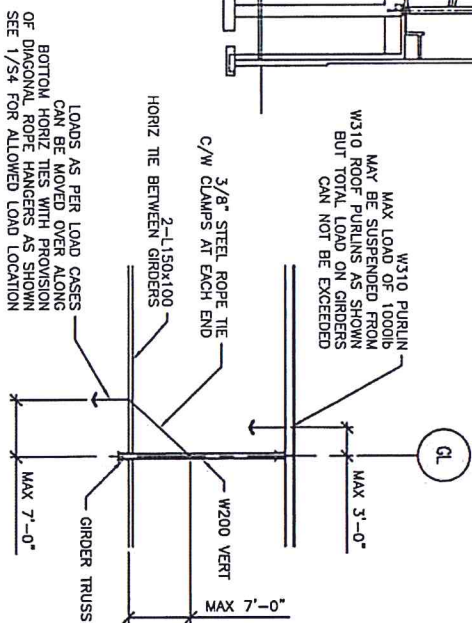 GL
W310 PURLIN
MAX LOAD OF 1000lb
MAY BE SUSPENDED FROM
W310 ROOF PURLINS AS SHOWN
BUT TOTAL LOAD ON GIRDERS
CAN NOT BE EXCEEDED
MAX 3'-0"
3/8" STEEL ROPE TIE
C/W CLAMPS AT EACH END
W200 VERT
MAX 7'-0"
2-L150x100
HORIZ TIE BETWEEN GIRDERS
GIRDER TRUSS
LOADS AS PER LOAD CASES
CAN BE MOVED OVER ALONG
BOTTOM HORIZ TIES WITH PROVISION
OF DIAGONAL ROPE HANGERS AS SHOWN
SEE 1/S4 FOR ALLOWED LOAD LOCATION
MAX 7'-0"